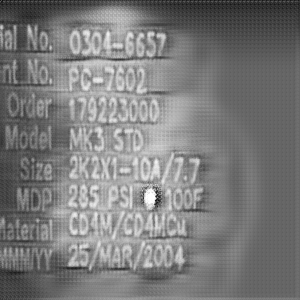 ial No. 0304-6657
nt No. PC-7602
Order 179223000
Model MK3 STD
Size 2K2X1-10A/7.7
MDP 285 PSI 100F
Material CD4M/CD4MCu
MM/YY 25/MAR/2004